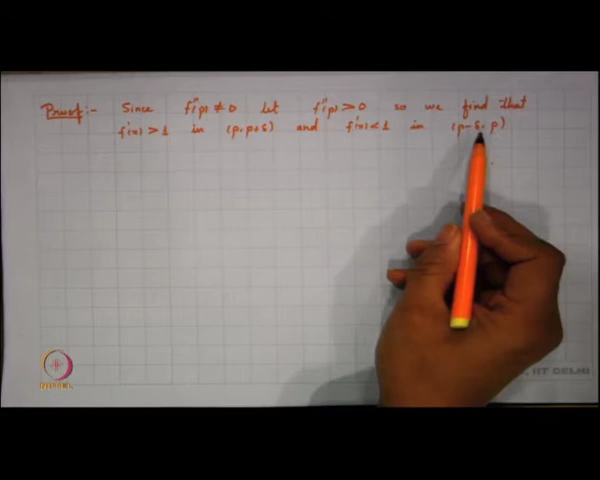 Proof:- Since f''(p) ≠ 0 let f''(p) > 0 so we find that
f'(x) > 1 in (p, p+δ) and f'(x) < 1 in (p-δ, p)
IIT DELHI